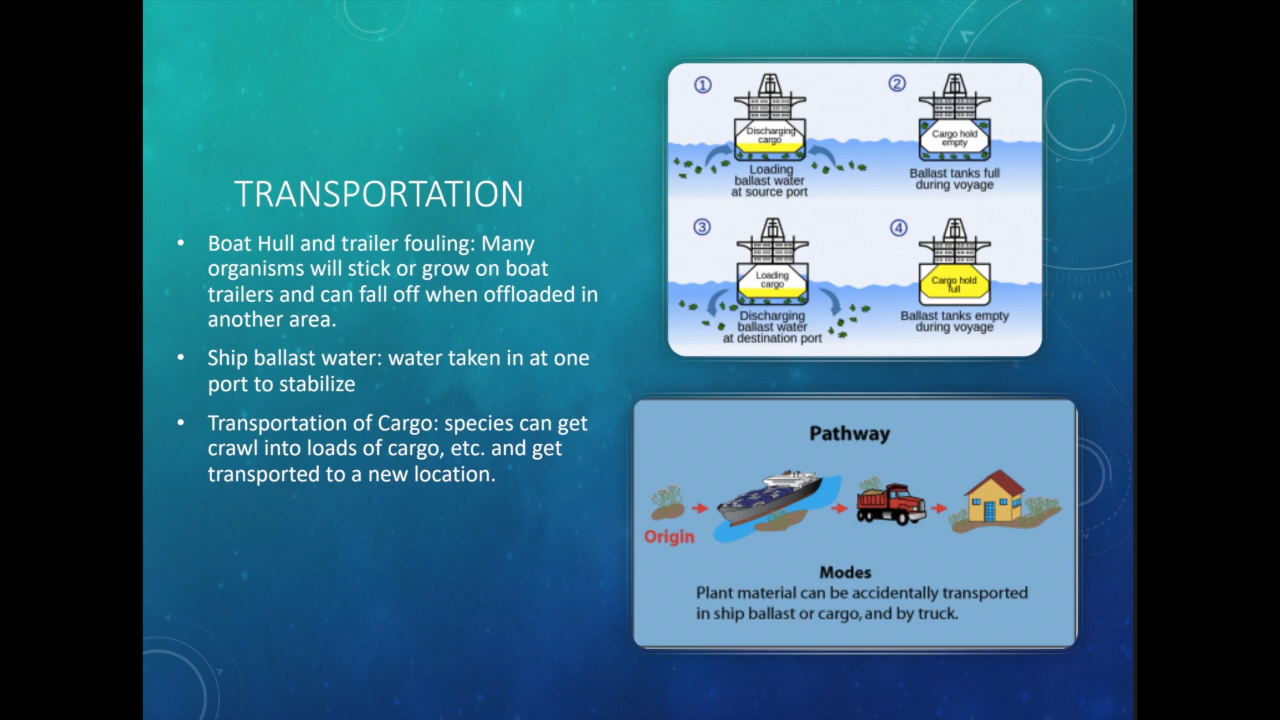 TRANSPORTATION
• Boat Hull and trailer fouling: Many
organisms will stick or grow on boat
trailers and can fall off when offloaded in
another area.
• Ship ballast water: water taken in at one
port to stabilize
• Transportation of Cargo: species can get
crawl into loads of cargo, etc. and get
transported to a new location.
1
Discharging
cargo
Loading
ballast water
at source port
2
Cargo hold
empty
Ballast tanks full
during voyage
3
Loading
cargo
Discharging
ballast water
at destination port
4
Cargo hold
full
Ballast tanks empty
during voyage
Pathway
Origin
Modes
Plant material can be accidentally transported
in ship ballast or cargo, and by truck.